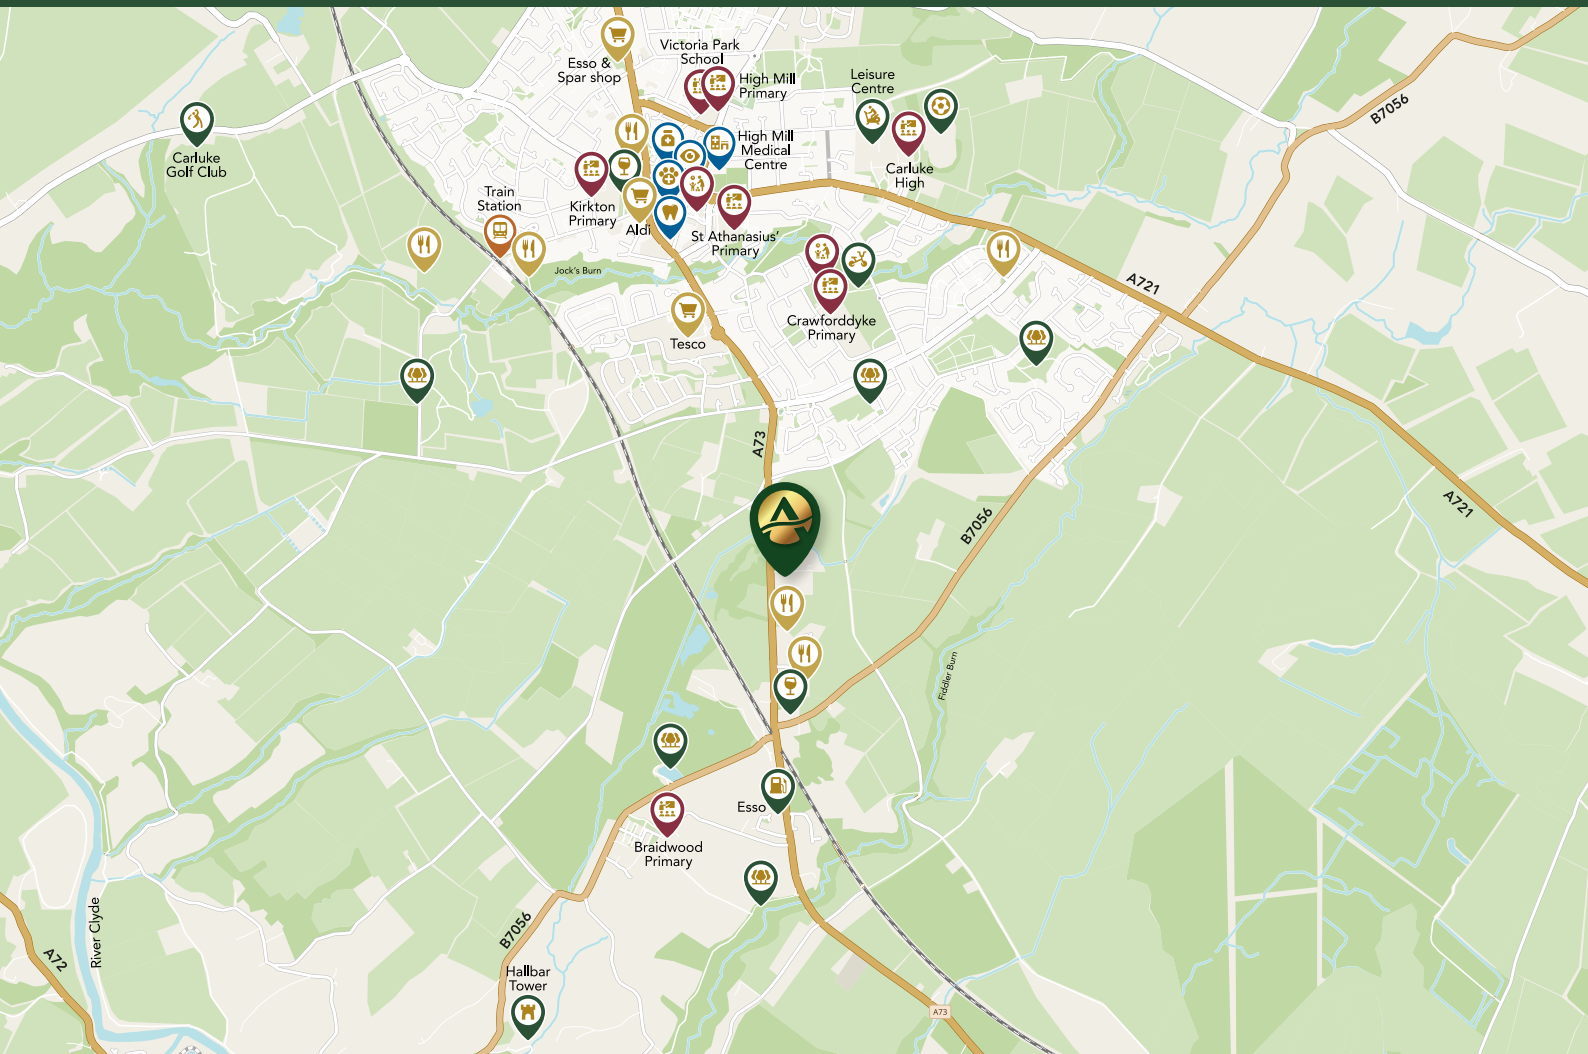 Esso &
Spar shop
Victoria Park
School
High Mill
Primary
Leisure
Centre
B7056
Carluke
Golf Club
High Mill
Medical
Centre
Carluke
High
Train
Station
Kirkton
Primary
Aldi
St Athanasius'
Primary
Jock's Burn
A721
Crawforddyke
Primary
Tesco
A73
A721
B7056
A
Fiddler Burn
Esso
Braidwood
Primary
B7056
River Clyde
A72
Hallbar
Tower
A73